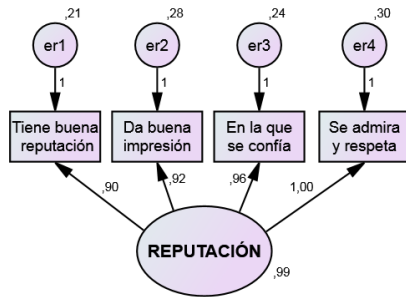 ,21
,28
,24
,30
er1
er2
er3
er4
1
1
1
1
Tiene buena
reputación
Da buena
impresión
En la que
se confía
Se admira
y respeta
,90
,92
,96
1,00
REPUTACIÓN
,99